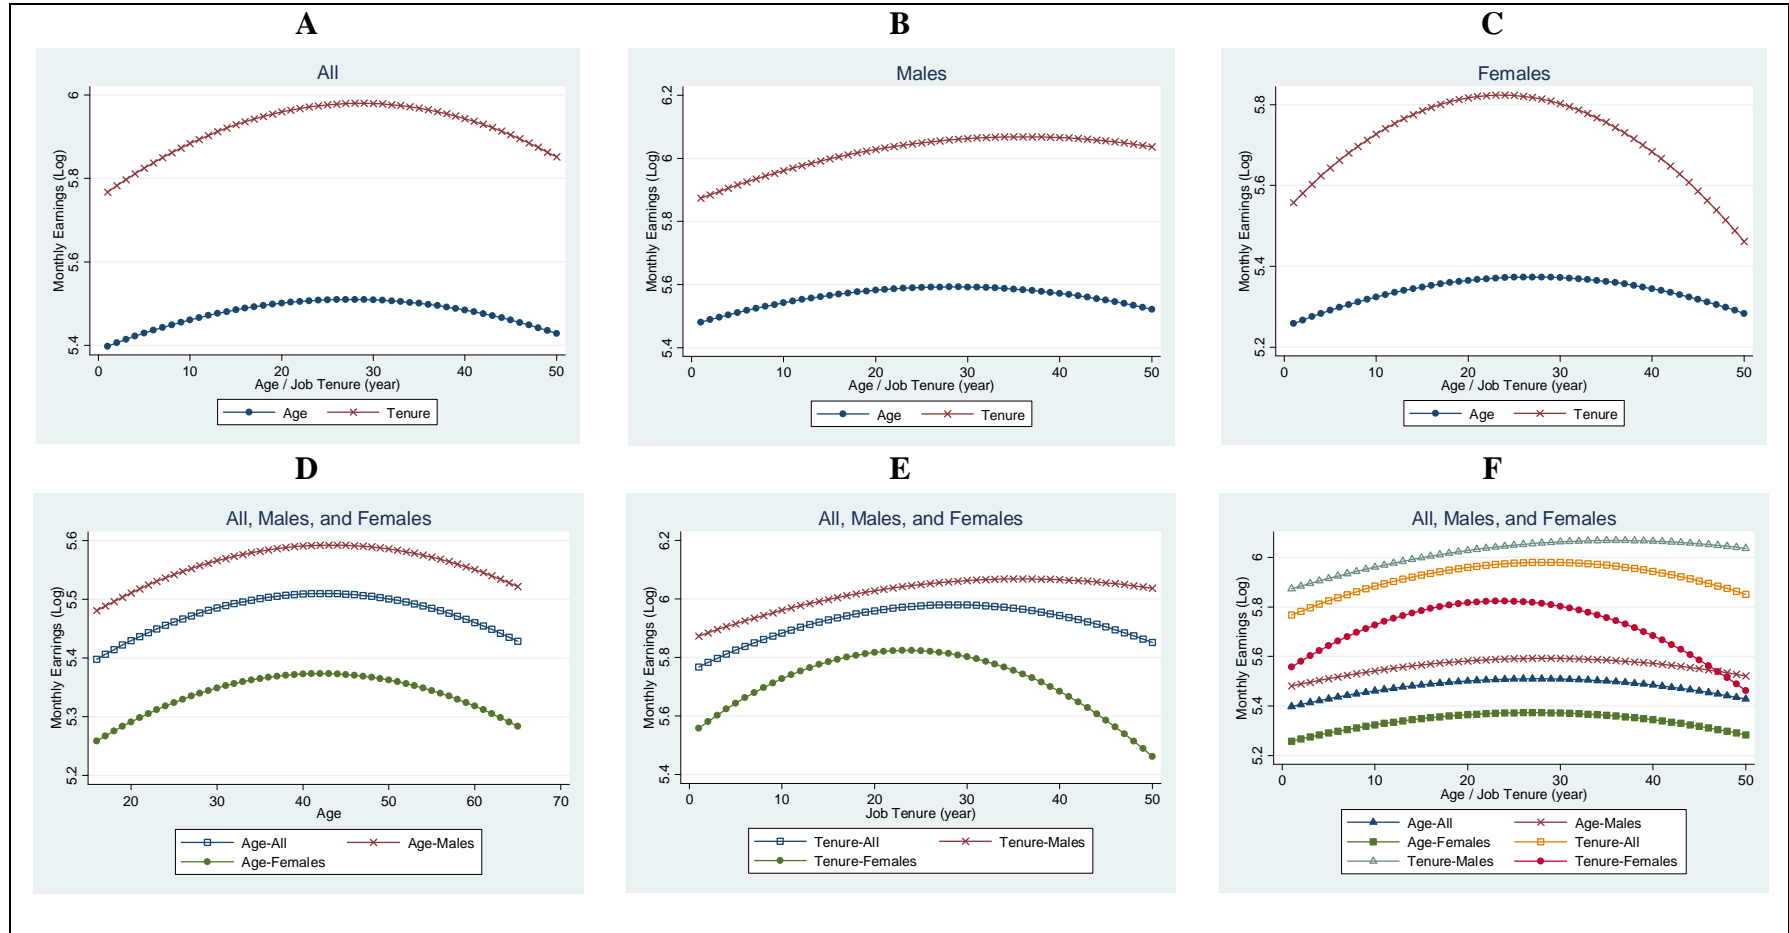 A
B
C
All
Monthly Earnings (Log)
6
5.8
5.6
5.4
0 10 20 30 40 50
Age / Job Tenure (year)
Age Tenure
Males
Monthly Earnings (Log)
6.2
6
5.8
5.6
5.4
0 10 20 30 40 50
Age / Job Tenure (year)
Age Tenure
Females
Monthly Earnings (Log)
5.8
5.6
5.4
5.2
0 10 20 30 40 50
Age / Job Tenure (year)
Age Tenure
D
E
F
All, Males, and Females
Monthly Earnings (Log)
5.6
5.5
5.4
5.3
5.2
20 30 40 50 60 70
Age
Age-All Age-Males
Age-Females
All, Males, and Females
Monthly Earnings (Log)
6.2
6
5.8
5.6
5.4
0 10 20 30 40 50
Job Tenure (year)
Tenure-All Tenure-Males
Tenure-Females
All, Males, and Females
Monthly Earnings (Log)
6
5.8
5.6
5.4
5.2
0 10 20 30 40 50
Age / Job Tenure (year)
Age-All Age-Males
Age-Females Tenure-All
Tenure-Males Tenure-Females